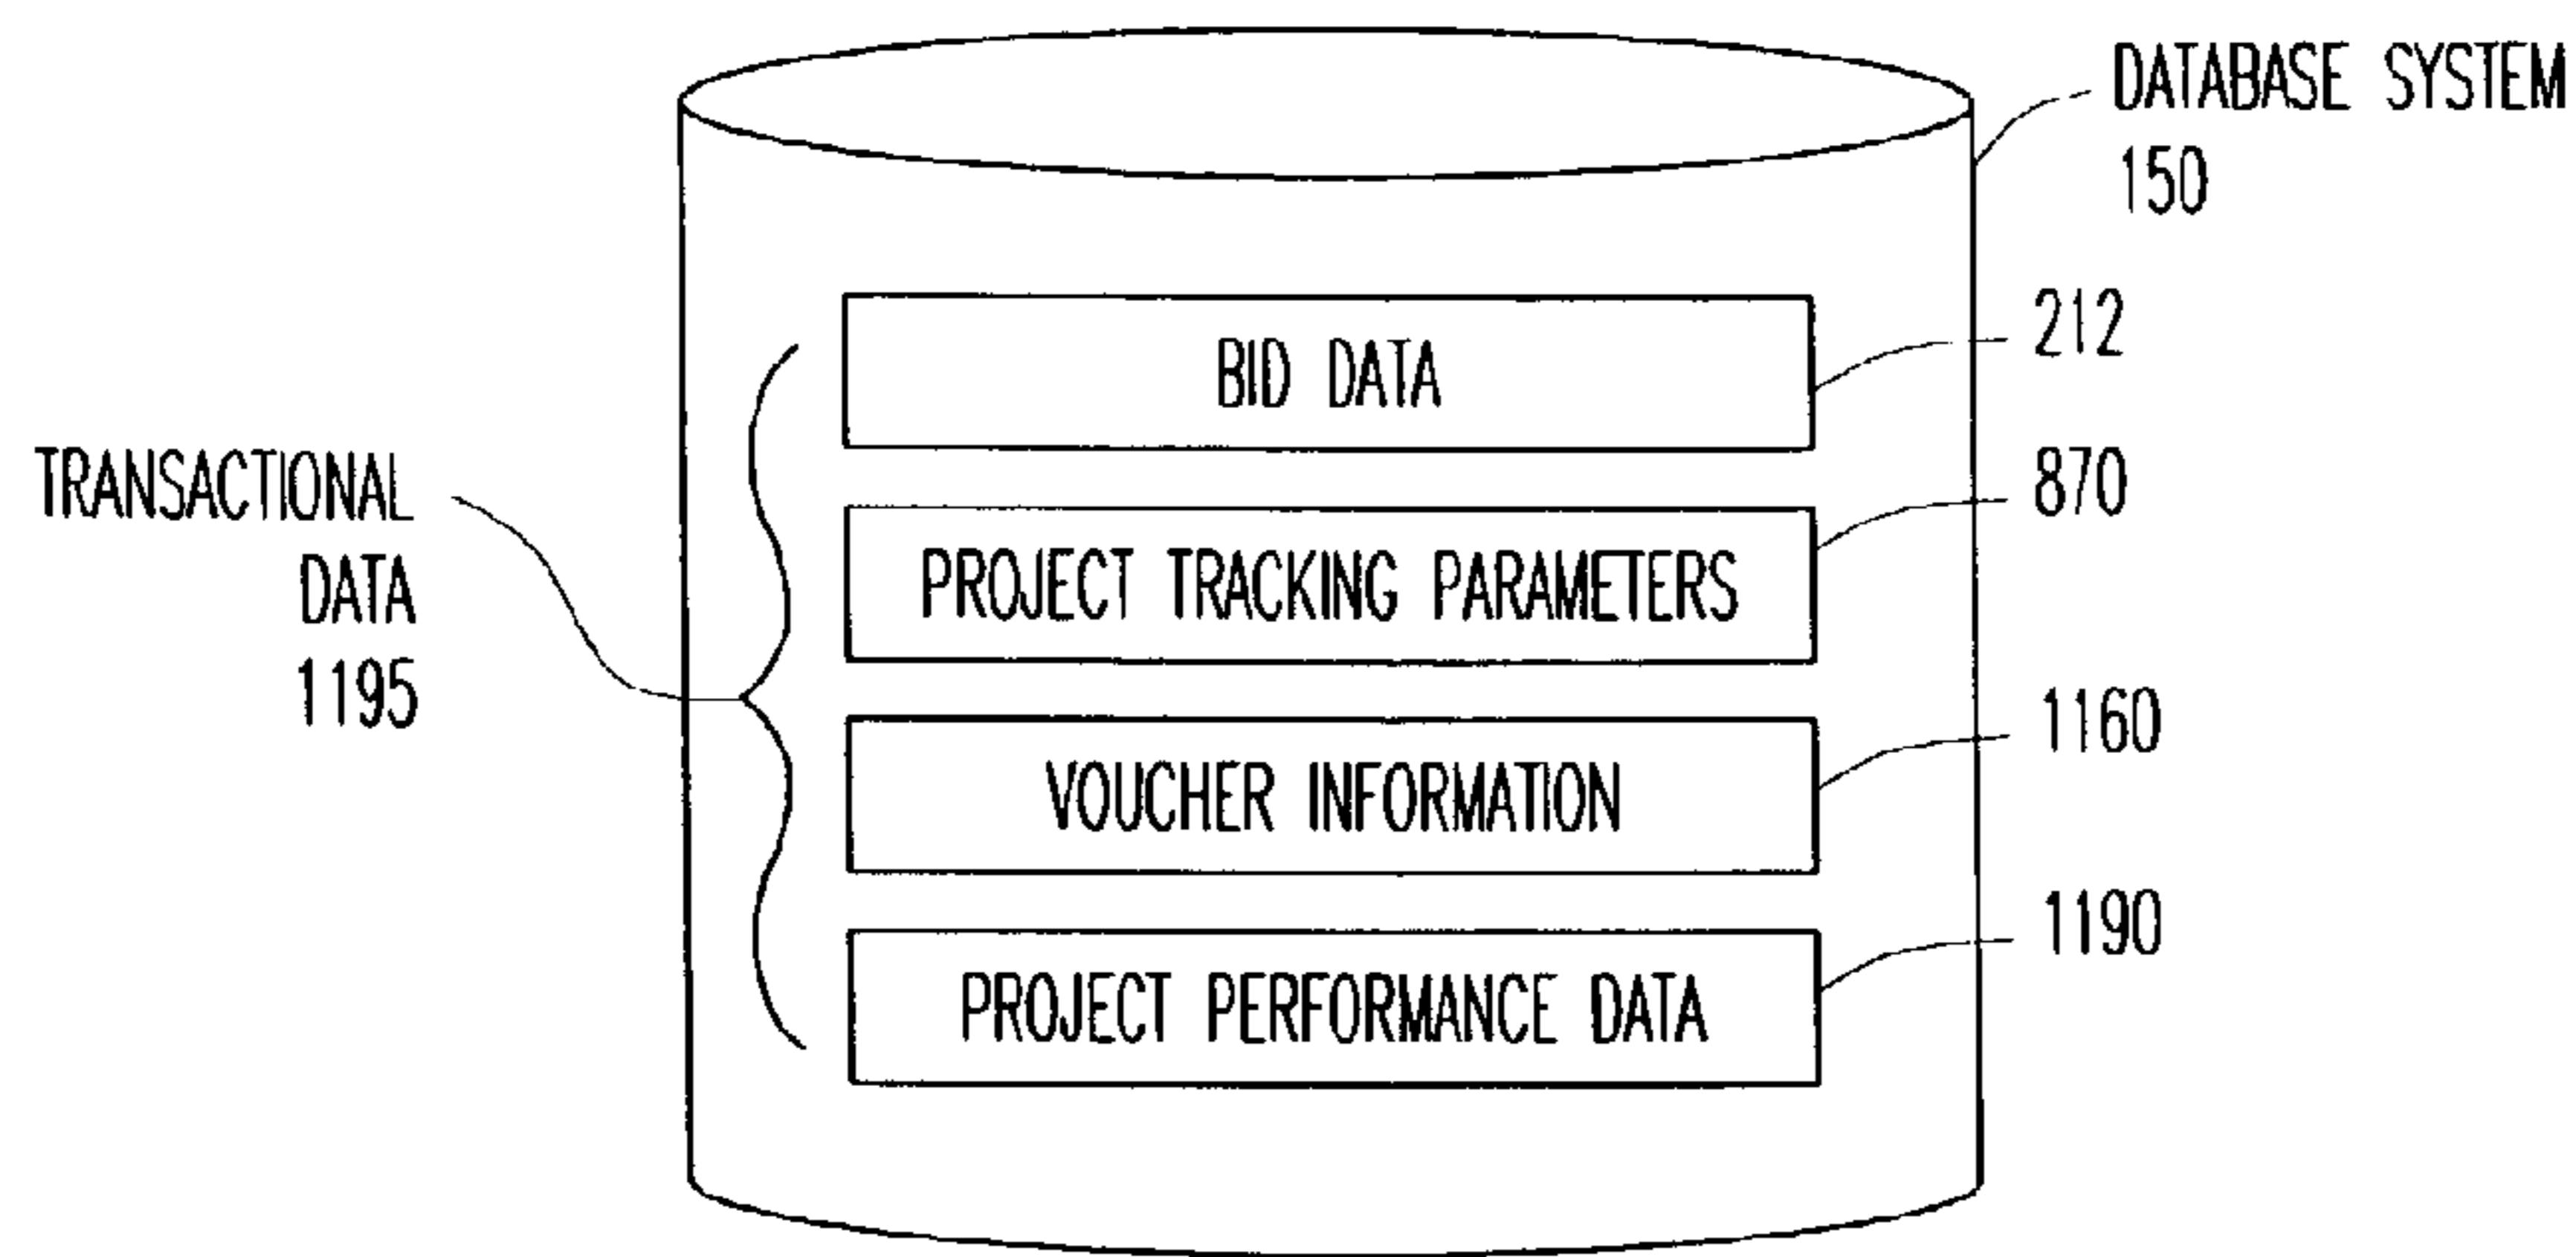 DATABASE SYSTEM
150
BID DATA
212
TRANSACTIONAL
DATA
1195
PROJECT TRACKING PARAMETERS
870
VOUCHER INFORMATION
1160
PROJECT PERFORMANCE DATA
1190